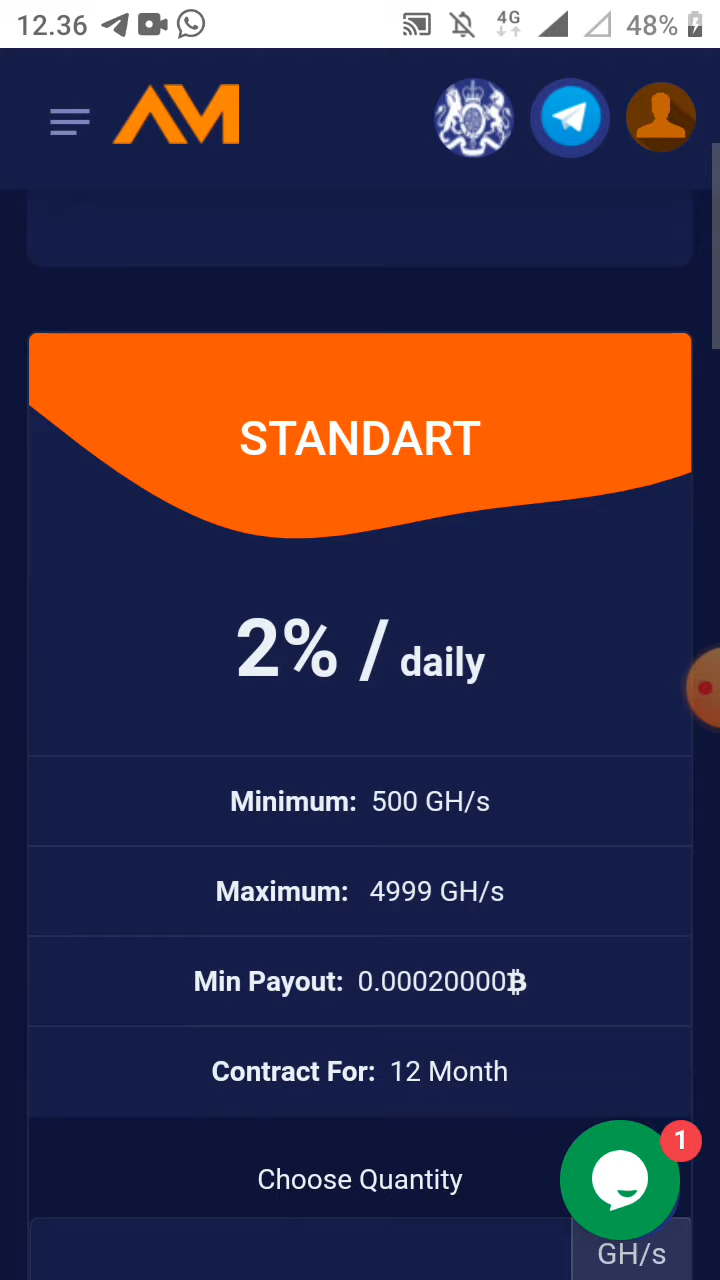 12.36 4G 48%
AM
STANDART
2% / daily
Minimum: 500 GH/s
Maximum: 4999 GH/s
Min Payout: 0.00020000₿
Contract For: 12 Month
1
Choose Quantity
GH/s